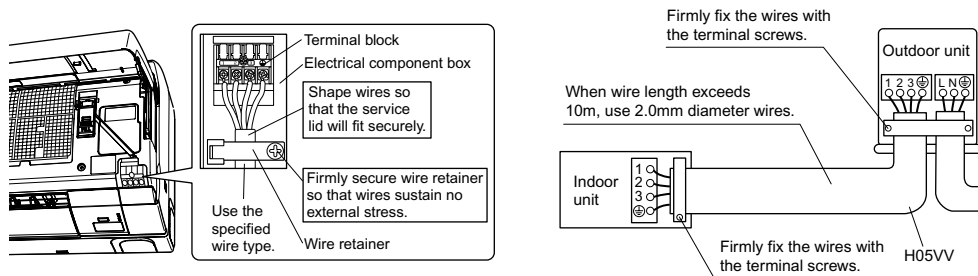 Terminal block
Electrical component box
Shape wires so
that the service
lid will fit securely.
Firmly secure wire retainer
so that wires sustain no
external stress.
Use the
specified
wire type.
Wire retainer
Firmly fix the wires with
the terminal screws.
Outdoor unit
1 2 3
L N
When wire length exceeds
10m, use 2.0mm diameter wires.
Indoor
unit
1
2
3
Firmly fix the wires with
the terminal screws.
H05VV